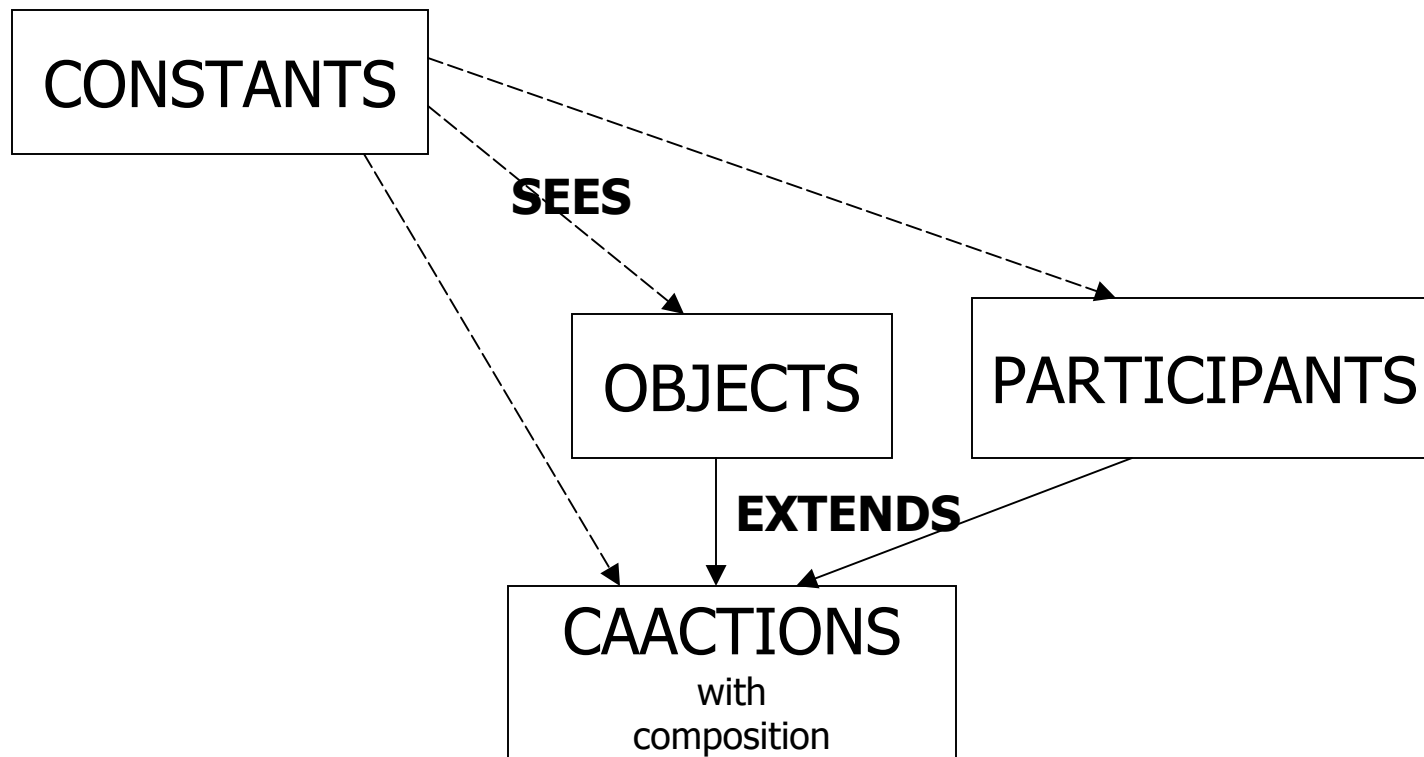 CONSTANTS
SEES
OBJECTS
PARTICIPANTS
EXTENDS
CAACTIONS
with
composition